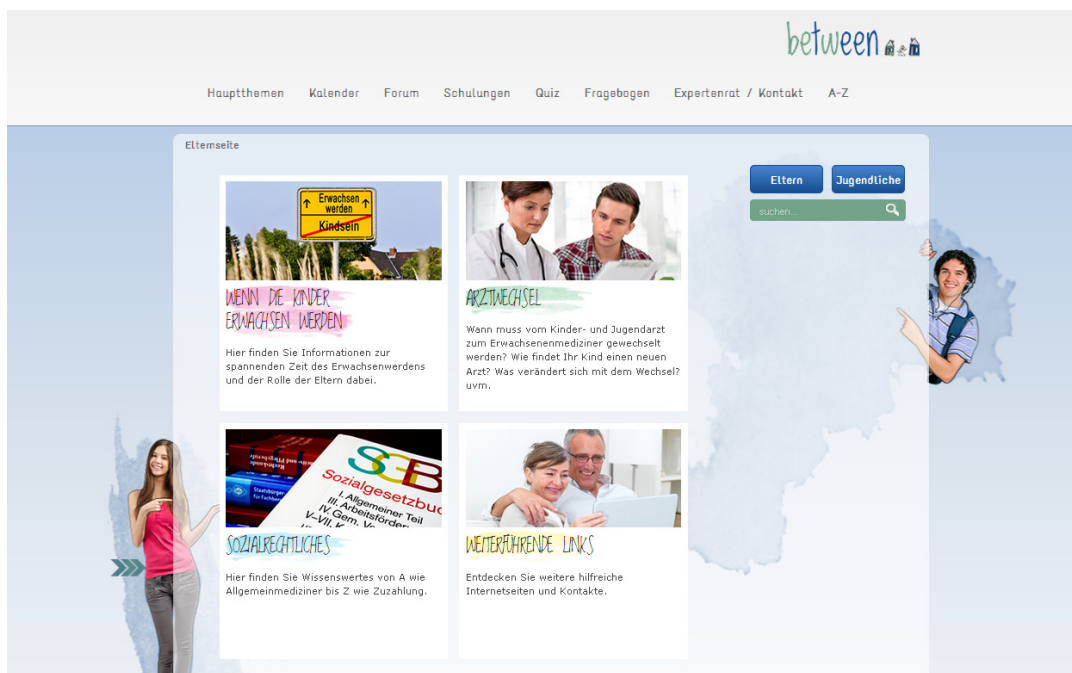 between
Hauptthemen Kalender Forum Schulungen Quiz Fragebogen Expertenrat / Kontakt A-Z
Elternseite
Eltern Jugendliche
suchen...
Erwachsen
werden
Kindsein
WENN DIE KINDER
ERWACHSEN WERDEN
Hier finden Sie Informationen zur
spannenden Zeit des Erwachsenwerdens
und der Rolle der Eltern dabei.
ARZTWECHSEL
Wann muss vom Kinder- und Jugendarzt
zum Erwachsenenmediziner gewechselt
werden? Wie findet Ihr Kind einen neuen
Arzt? Was verändert sich mit dem Wechsel?
uvm.
SGB
Sozialgesetzbuc
I. Allgemeiner Teil
III. Arbeitsförder
IV. Gem.
V-VII.
SOZIALRECHTLICHES
Hier finden Sie Wissenswertes von A wie
Allgemeinmediziner bis Z wie Zuzahlung.
WEITERFÜHRENDE LINKS
Entdecken Sie weitere hilfreiche
Internetseiten und Kontakte.